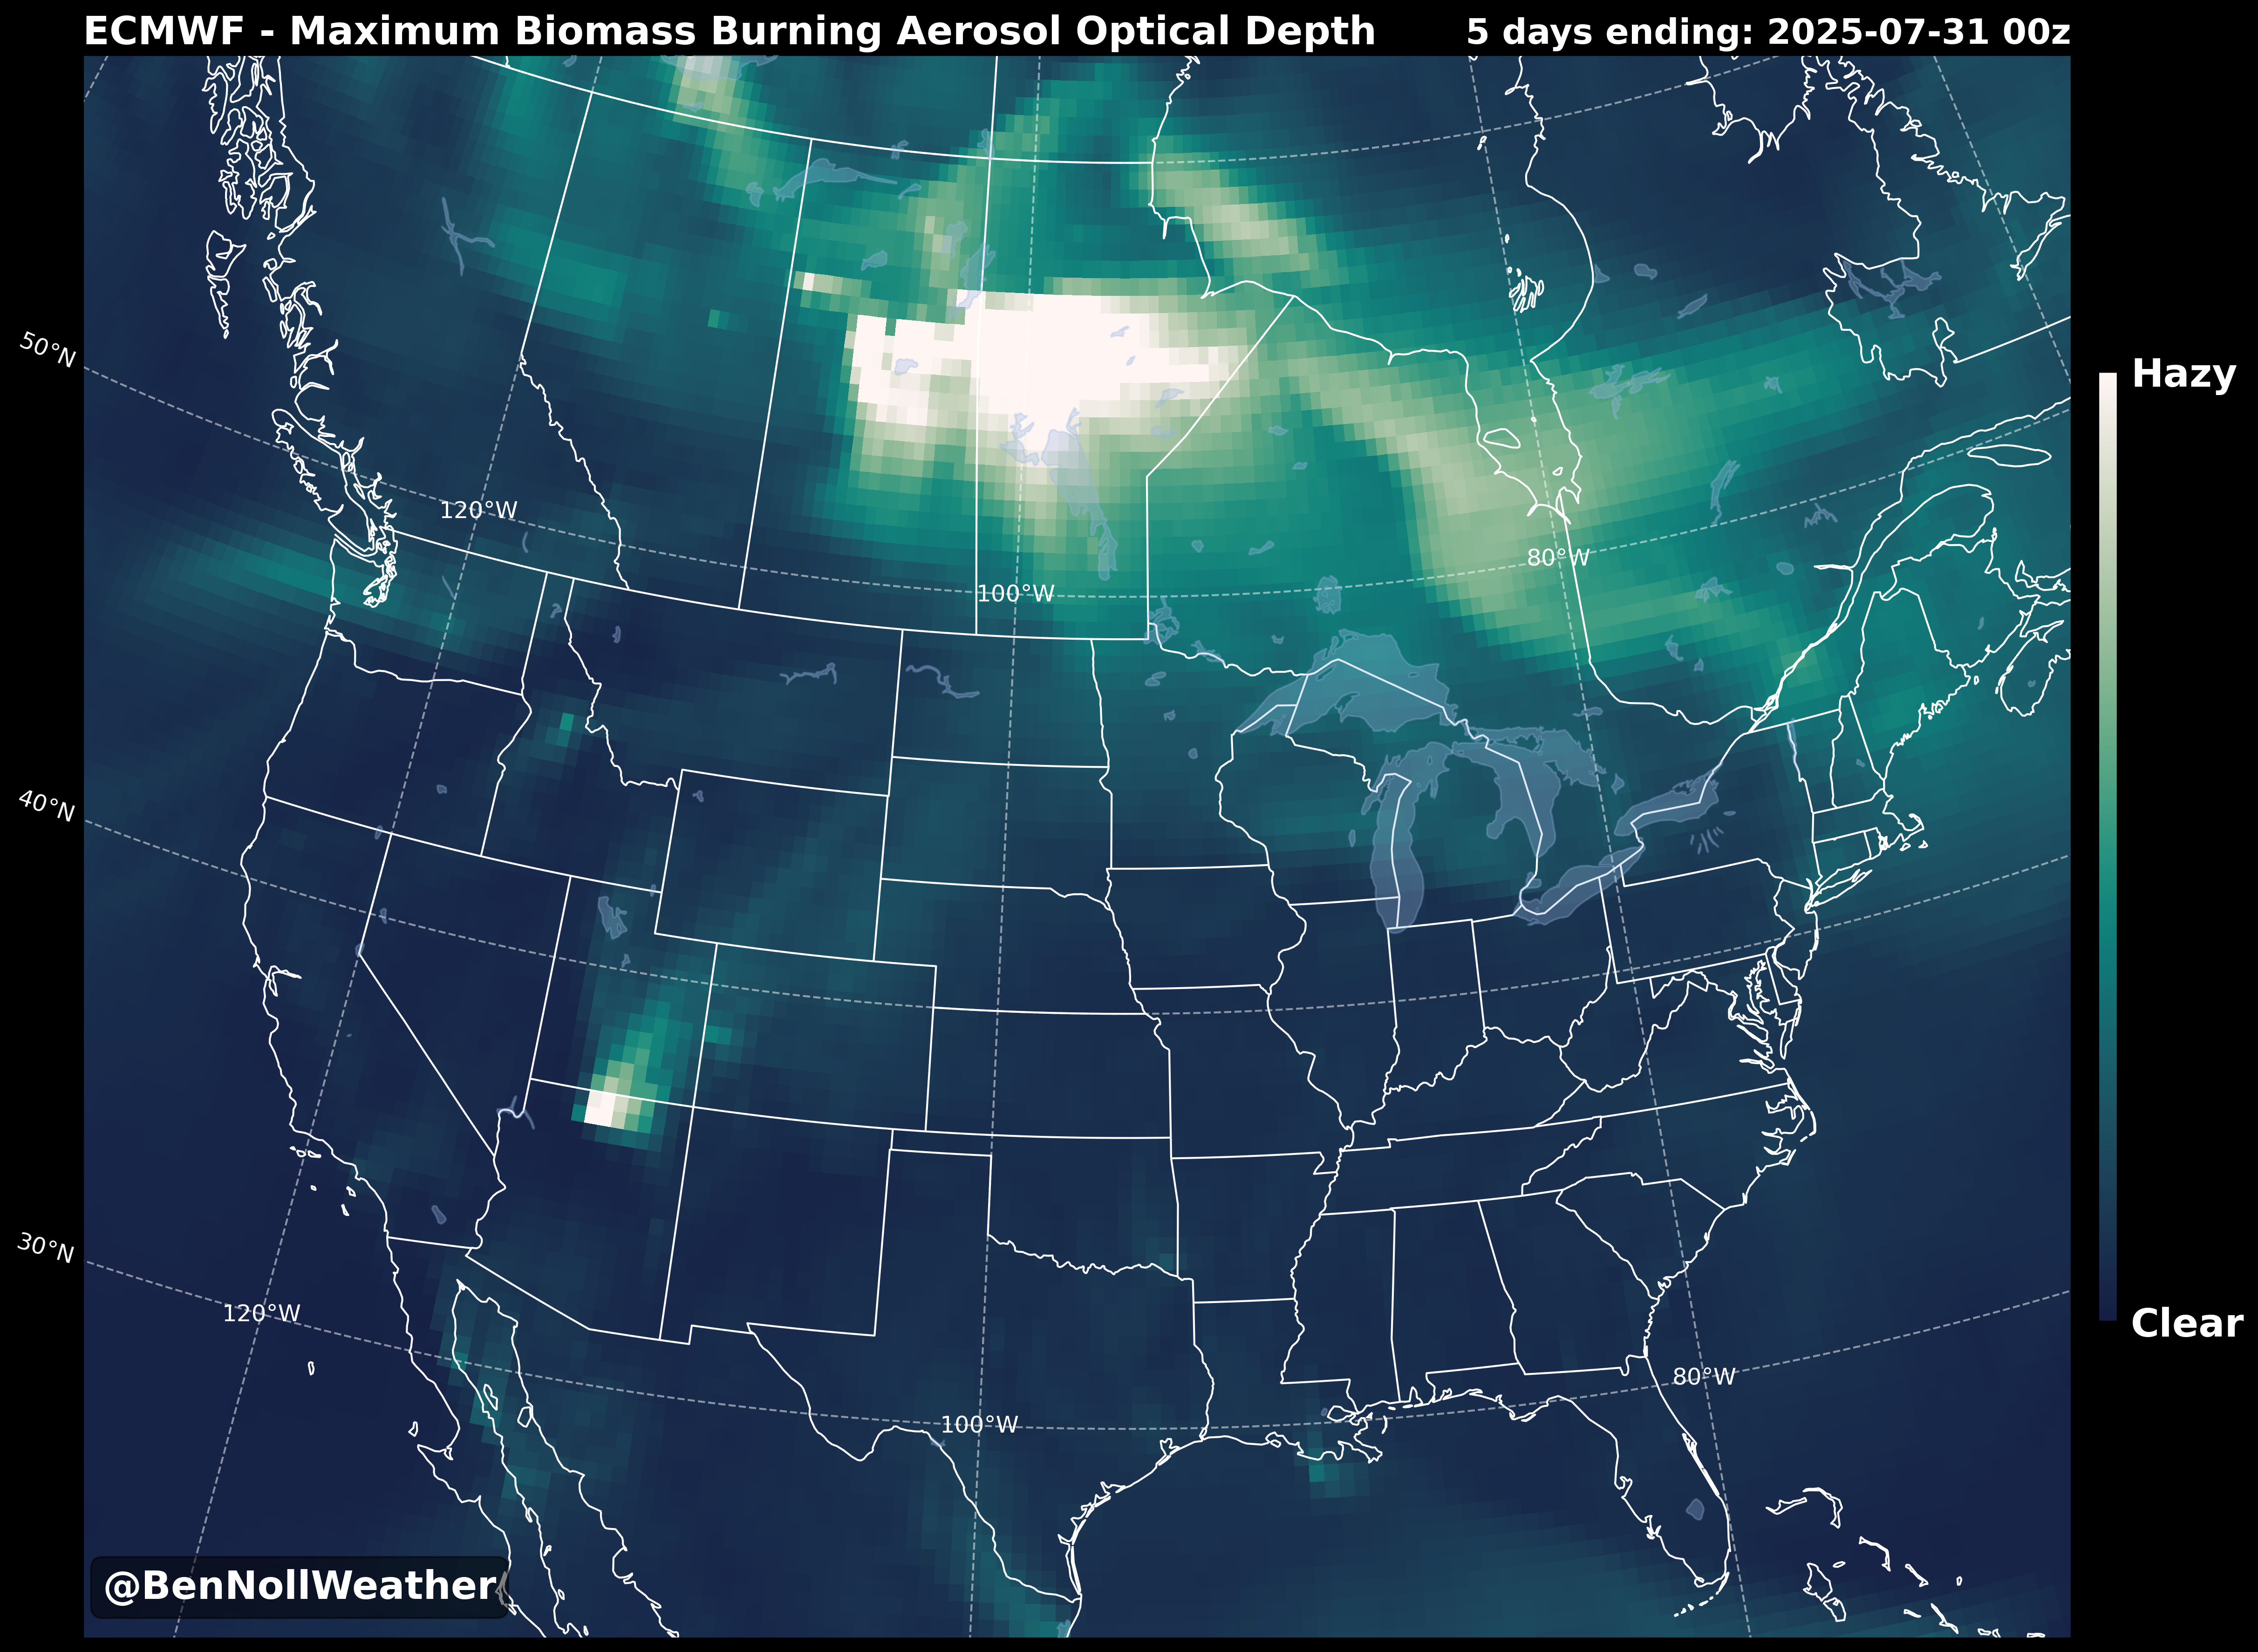 ECMWF - Maximum Biomass Burning Aerosol Optical Depth
5 days ending: 2025-07-31 00z
Hazy
50°N
120°W
80°W
100°W
40°N
30°N
120°W
Clear
80°W
100°W
@BenNollWeather